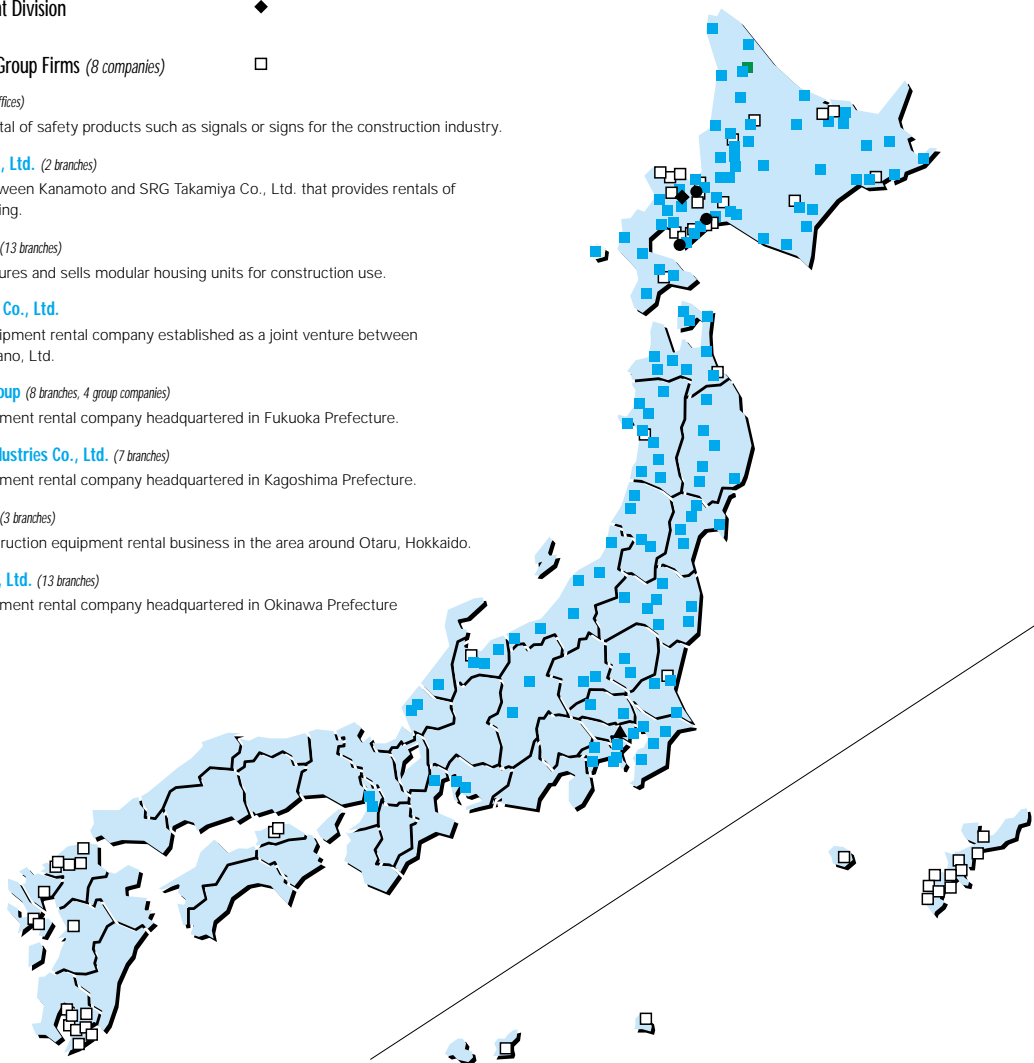 t Division ◆
Group Firms (8 companies) □
ffices)
tal of safety products such as signals or signs for the construction industry.
, Ltd. (2 branches)
ween Kanamoto and SRG Takamiya Co., Ltd. that provides rentals of
ing.
(13 branches)
ures and sells modular housing units for construction use.
Co., Ltd.
ipment rental company established as a joint venture between
ano, Ltd.
oup (8 branches, 4 group companies)
ment rental company headquartered in Fukuoka Prefecture.
dustries Co., Ltd. (7 branches)
ment rental company headquartered in Kagoshima Prefecture.
(3 branches)
ruction equipment rental business in the area around Otaru, Hokkaido.
, Ltd. (13 branches)
ment rental company headquartered in Okinawa Prefecture